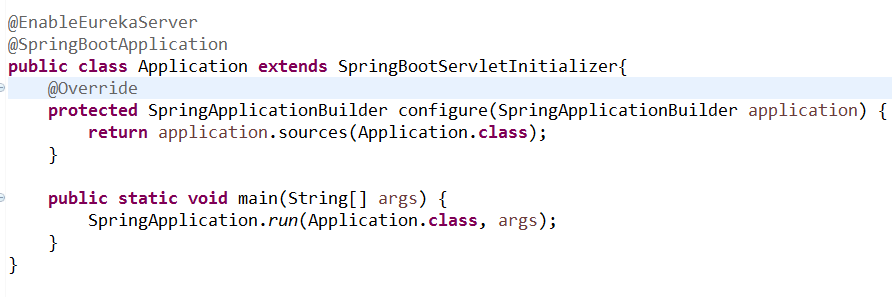 @EnableEurekaServer
@SpringBootApplication
public class Application extends SpringBootServletInitializer{
    @Override
    protected SpringApplicationBuilder configure(SpringApplicationBuilder application) {
        return application.sources(Application.class);
    }

    public static void main(String[] args) {
        SpringApplication.run(Application.class, args);
    }
}